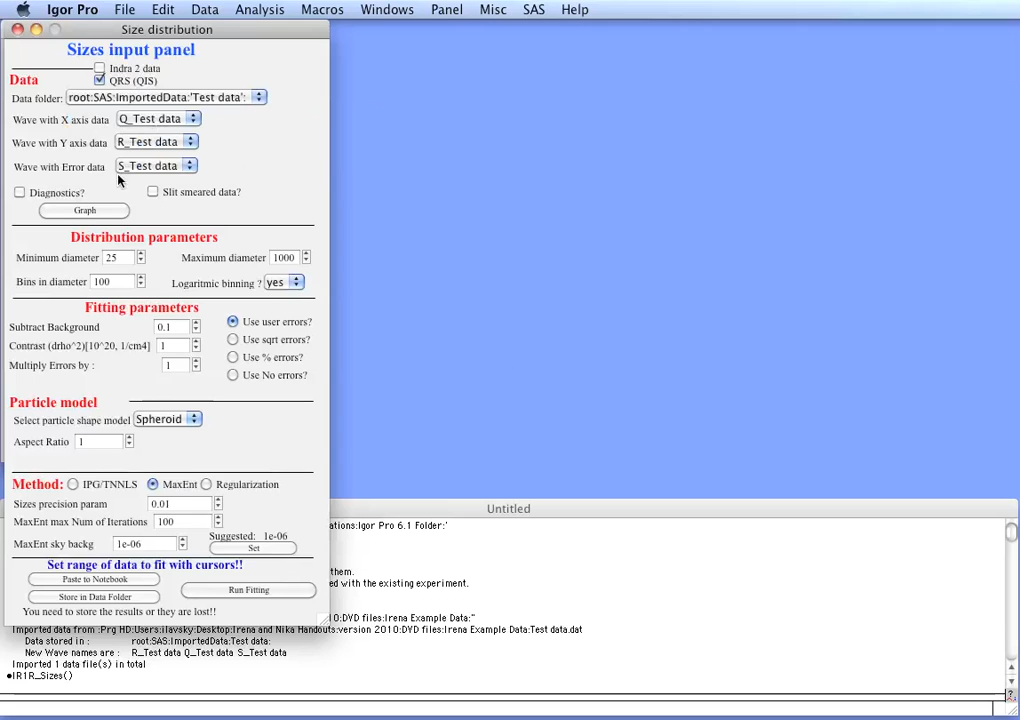 Igor Pro File Edit Data Analysis Macros Windows Panel Misc SAS Help
Size distribution
Sizes input panel
Indra 2 data
Data
QRS (QIS)
Data folder: root:SAS:ImportedData:'Test data':
Wave with X axis data Q_Test data
Wave with Y axis data R_Test data
Wave with Error data S_Test data
Diagnostics? Slit smeared data?
Graph
Distribution parameters
Minimum diameter 25 Maximum diameter 1000
Bins in diameter 100 Logaritmic binning ? yes
Fitting parameters
Subtract Background 0.1 Use user errors?
Contrast (drho^2)[10^20, 1/cm4] 1 Use sqrt errors?
Multiply Errors by : 1 Use % errors?
Use No errors?
Particle model
Select particle shape model Spheroid
Aspect Ratio 1
Method: IPG/TNNLS MaxEnt Regularization
Sizes precision param 0.01
MaxEnt max Num of Iterations 100
MaxEnt sky backg 1e-06 Suggested: 1e-06
Set
Set range of data to fit with cursors!!
Paste to Notebook
Run Fitting
Store in Data Folder
You need to store the results or they are lost!!
Untitled
ations:Igor Pro 6.1 Folder:'
them.
ed with the existing experiment.
10:DVD files:Irena Example Data:"
Imported data from :Prg HD:Users:ilavsky:Desktop:Irena and Nika Handouts:version 2010:DVD files:Irena Example Data:Test data.dat
Data stored in : root:SAS:ImportedData:Test data:
New Wave names are : R_Test data Q_Test data S_Test data
Imported 1 data file(s) in total
•IR1R_Sizes()
?